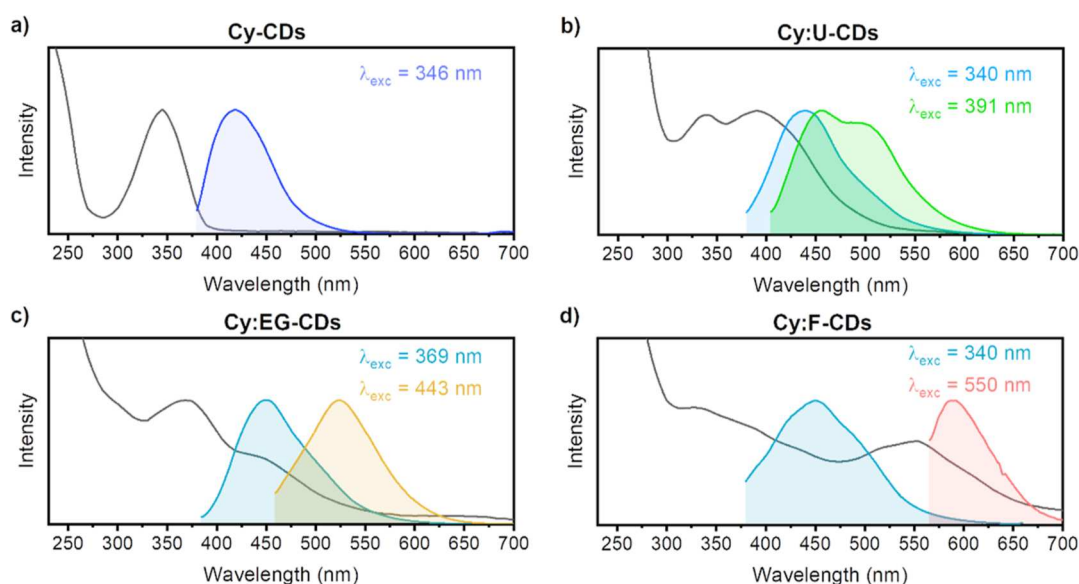 a)
Cy-CDs
λexc = 346 nm
Intensity
250 300 350 400 450 500 550 600 650 700
Wavelength (nm)
b)
Cy:U-CDs
λexc = 340 nm
λexc = 391 nm
Intensity
250 300 350 400 450 500 550 600 650 700
Wavelength (nm)
c)
Cy:EG-CDs
λexc = 369 nm
λexc = 443 nm
Intensity
250 300 350 400 450 500 550 600 650 700
Wavelength (nm)
d)
Cy:F-CDs
λexc = 340 nm
λexc = 550 nm
Intensity
250 300 350 400 450 500 550 600 650 700
Wavelength (nm)